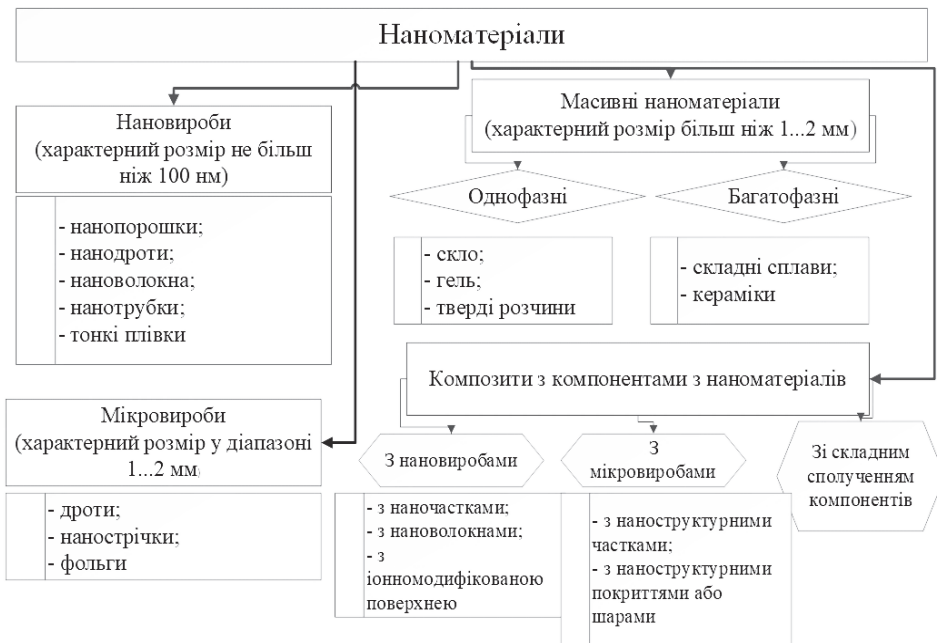 Наноматеріали
Нановироби
(характерний розмір не більш
ніж 100 нм)
- нанопорошки;
- нанодроти;
- нановолокна;
- нанотрубки;
- тонкі плівки
Масивні наноматеріали
(характерний розмір більш ніж 1...2 мм)
Однофазні
Багатофазні
- скло;
- гель;
- тверді розчини
- складні сплави;
- кераміки
Мікровироби
(характерний розмір у діапазоні
1...2 мм)
- дроти;
- нанострічки;
- фольги
Композити з компонентами з наноматеріалів
З нановиробами
З
мікровиробами
Зі складним
сполученням
компонентів
- з наночастками;
- з нановолокнами;
- з
іонномодифікованою
поверхнею
- з наноструктурними
частками;
- з наноструктурними
покриттями або
шарами